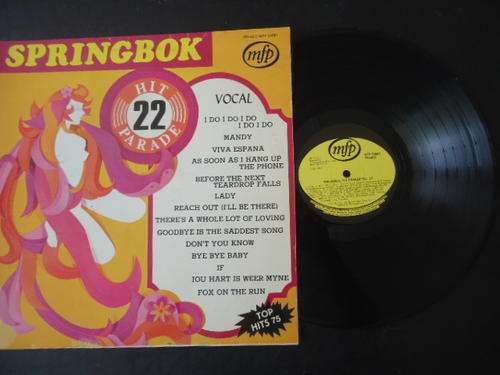 SPRINGBOK
mfp
HIT
22
PARADE
VOCAL
I DO I DO I DO
I DO I DO
MANDY
VIVA ESPANA
AS SOON AS I HANG UP
THE PHONE
BEFORE THE NEXT
TEARDROP FALLS
LADY
REACH OUT (I'LL BE THERE)
THERE'S A WHOLE LOT OF LOVING
GOODBYE IS THE SADDEST SONG
DON'T YOU KNOW
BYE BYE BABY
IF
JOU HART IS WEER MYNE
FOX ON THE RUN
TOP
HITS 75
mfp